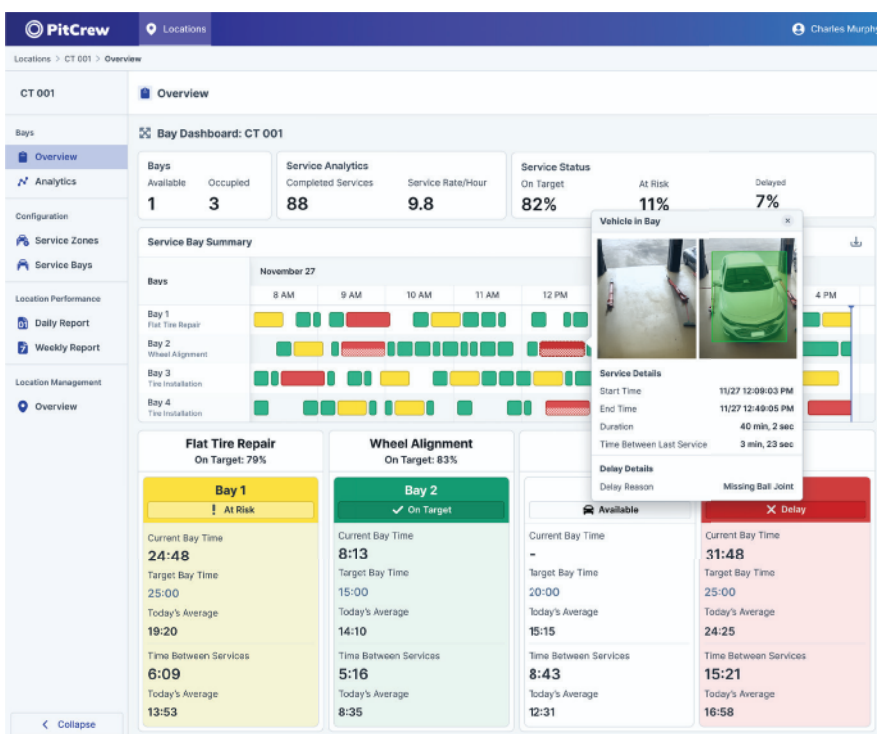 PitCrew
Locations
Charles Murphy
Locations > CT 001 > Overview
CT 001
Overview
Bays
Overview
Analytics
Configuration
Service Zones
Service Bays
Location Performance
01 Daily Report
7 Weekly Report
Location Management
Overview
Collapse
Bay Dashboard: CT 001
Bays
Available Occupied
1 3
Service Analytics
Completed Services Service Rate/Hour
88 9.8
Service Status
On Target At Risk Delayed
82% 11% 7%
Service Bay Summary
Bays
November 27
8 AM 9 AM 10 AM 11 AM 12 PM 4 PM
Bay 1
Flat Tire Repair
Bay 2
Wheel Alignment
Bay 3
Tire Installation
Bay 4
Tire Installation
Vehicle in Bay
Service Details
Start Time 11/27 12:09:03 PM
End Time 11/27 12:49:05 PM
Duration 40 min, 2 sec
Time Between Last Service 3 min, 23 sec
Delay Details
Delay Reason Missing Ball Joint
Flat Tire Repair
On Target: 79%
Bay 1
! At Risk
Current Bay Time
24:48
Target Bay Time
25:00
Today's Average
19:20
Time Between Services
6:09
Today's Average
13:53
Wheel Alignment
On Target: 83%
Bay 2
On Target
Current Bay Time
8:13
Target Bay Time
15:00
Today's Average
14:10
Time Between Services
5:16
Today's Average
8:35
Available
Current Bay Time
-
Target Bay Time
20:00
Today's Average
15:15
Time Between Services
8:43
Today's Average
12:31
Delay
Current Bay Time
31:48
Target Bay Time
25:00
Today's Average
24:25
Time Between Services
15:21
Today's Average
16:58